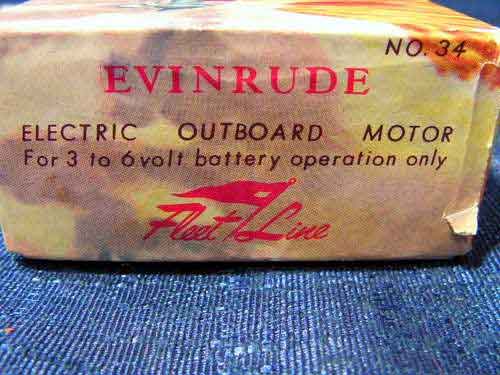 NO. 34
EVINRUDE
ELECTRIC OUTBOARD MOTOR
For 3 to 6 volt battery operation only
Fleet Line